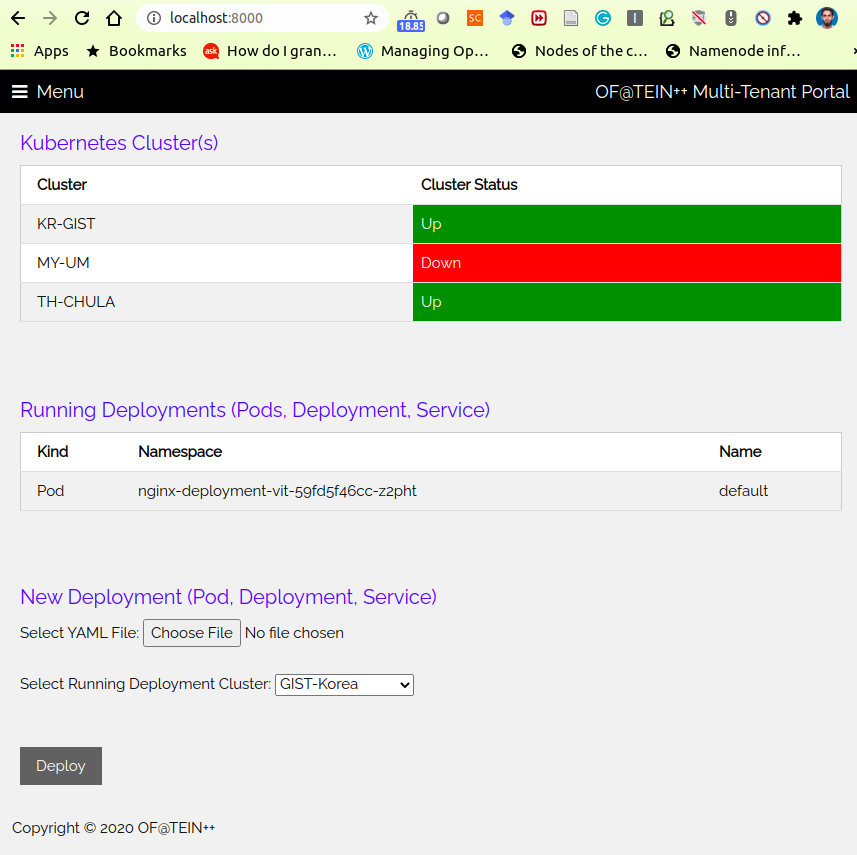 localhost:8000
18.85
SC
Apps Bookmarks ask How do I gran… Managing Op… Nodes of the c… Namenode inf…
Menu OF@TEIN++ Multi-Tenant Portal
Kubernetes Cluster(s)
Cluster Cluster Status
KR-GIST Up
MY-UM Down
TH-CHULA Up
Running Deployments (Pods, Deployment, Service)
Kind Namespace Name
Pod nginx-deployment-vit-59fd5f46cc-z2pht default
New Deployment (Pod, Deployment, Service)
Select YAML File: Choose File No file chosen
Select Running Deployment Cluster: GIST-Korea
Deploy
Copyright © 2020 OF@TEIN++